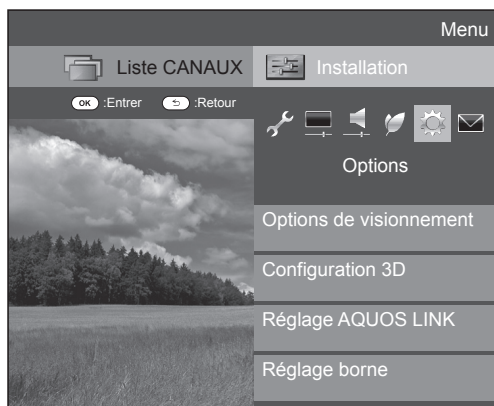 Menu
Liste CANAUX
Installation
OK :Entrer :Retour
Options
Options de visionnement
Configuration 3D
Réglage AQUOS LINK
Réglage borne